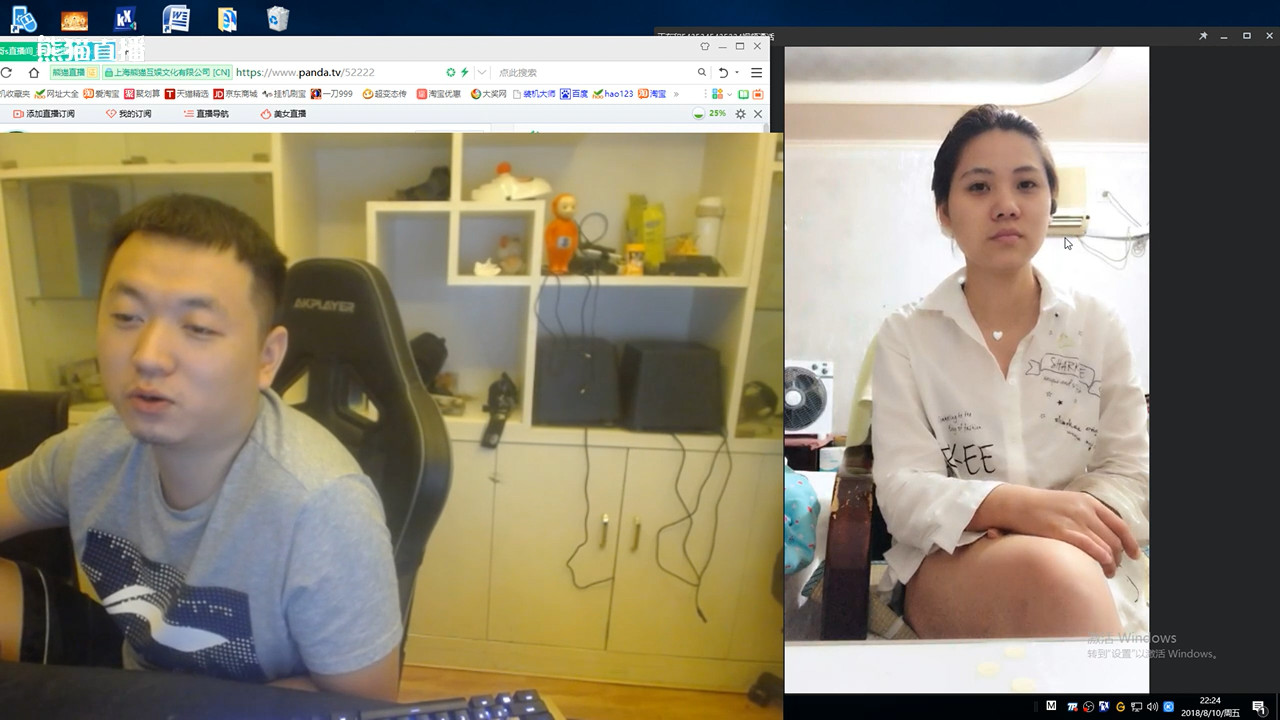 熊猫直播
熊猫直播
上海熊猫互娱文化有限公司 [CN]
https://www.panda.tv/52222
点此搜索
机收藏夹
网址大全
爱淘宝
聚划算
天猫精选
京东商城
挂机刷宝
一刀999
超变态传
淘宝优惠
大奖网
装机大师
百度
hao123
淘宝
»
添加直播订阅
我的订阅
直播导航
美女直播
25%
AKPLAYER
SHARKE
REE
激活 Windows
转到"设置"以激活 Windows。
22:24
2018/8/10/周五